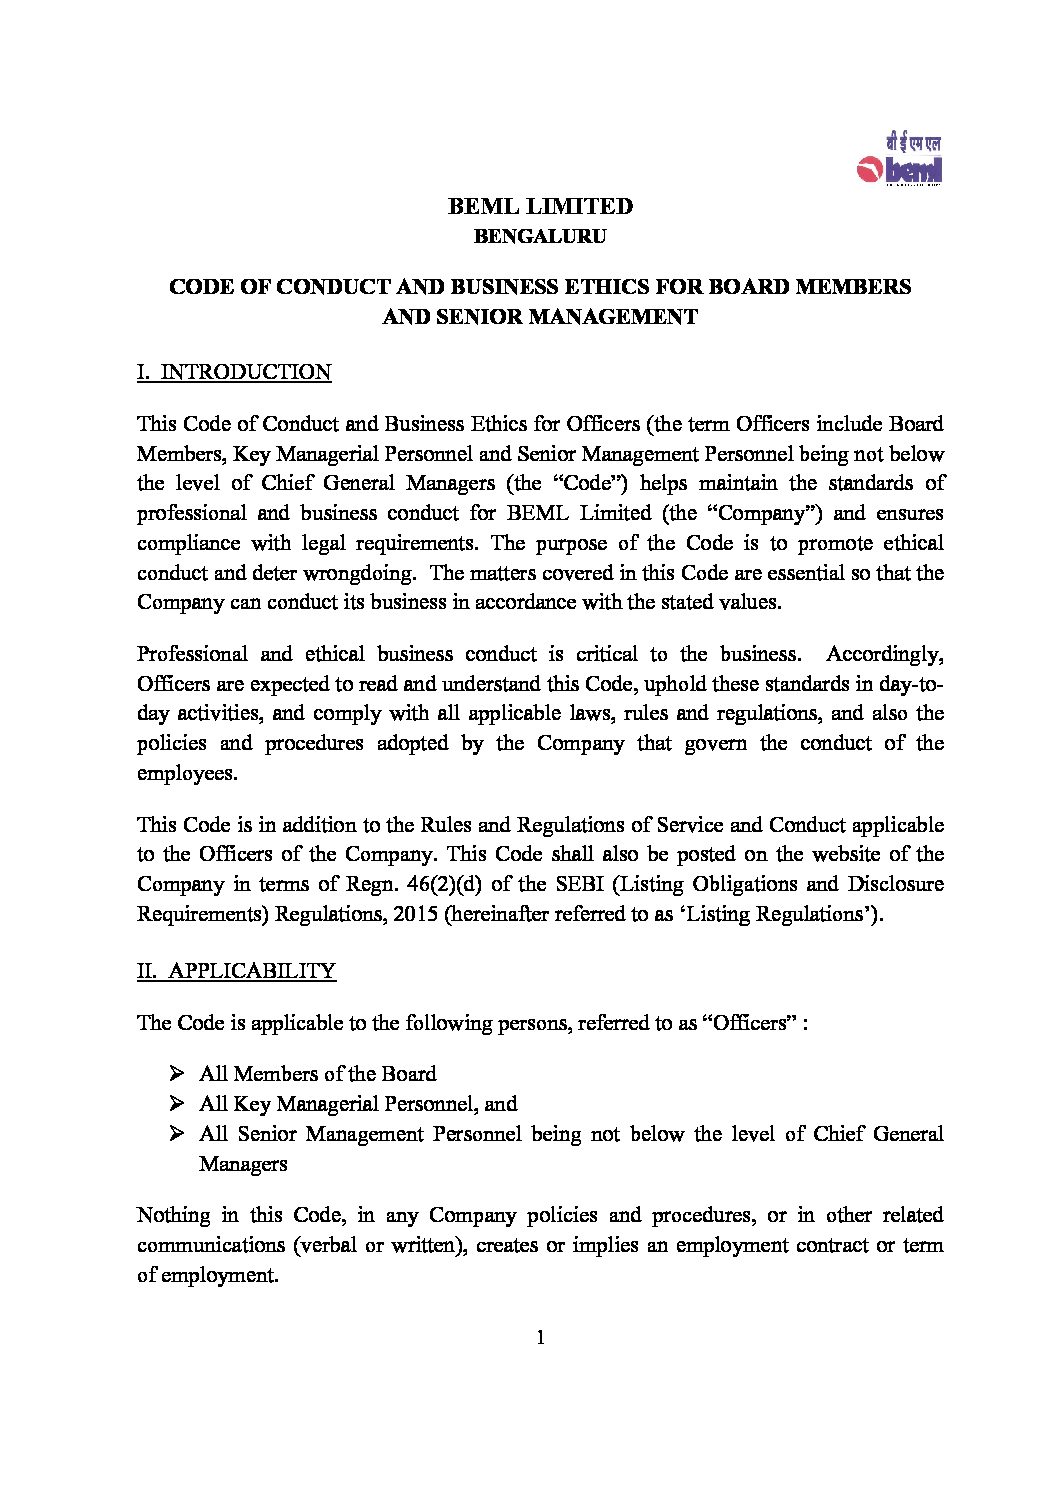 बी ई एम एल
beml
BEML LIMITED
BENGALURU
CODE OF CONDUCT AND BUSINESS ETHICS FOR BOARD MEMBERS
AND SENIOR MANAGEMENT
I. INTRODUCTION
This Code of Conduct and Business Ethics for Officers (the term Officers include Board
Members, Key Managerial Personnel and Senior Management Personnel being not below
the level of Chief General Managers (the “Code”) helps maintain the standards of
professional and business conduct for BEML Limited (the “Company”) and ensures
compliance with legal requirements. The purpose of the Code is to promote ethical
conduct and deter wrongdoing. The matters covered in this Code are essential so that the
Company can conduct its business in accordance with the stated values.
Professional and ethical business conduct is critical to the business. Accordingly,
Officers are expected to read and understand this Code, uphold these standards in day-to-
day activities, and comply with all applicable laws, rules and regulations, and also the
policies and procedures adopted by the Company that govern the conduct of the
employees.
This Code is in addition to the Rules and Regulations of Service and Conduct applicable
to the Officers of the Company. This Code shall also be posted on the website of the
Company in terms of Regn. 46(2)(d) of the SEBI (Listing Obligations and Disclosure
Requirements) Regulations, 2015 (hereinafter referred to as ‘Listing Regulations’).
II. APPLICABILITY
The Code is applicable to the following persons, referred to as “Officers” :
➢ All Members of the Board
➢ All Key Managerial Personnel, and
➢ All Senior Management Personnel being not below the level of Chief General
Managers
Nothing in this Code, in any Company policies and procedures, or in other related
communications (verbal or written), creates or implies an employment contract or term
of employment.
1